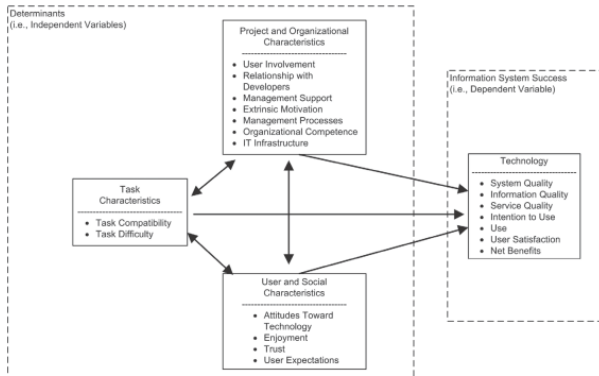 Determinants
(i.e., Independent Variables)
Project and Organizational
Characteristics
• User Involvement
• Relationship with
Developers
• Management Support
• Extrinsic Motivation
• Management Processes
• Organizational Competence
• IT Infrastructure
Information System Success
(i.e., Dependent Variable)
Task
Characteristics
• Task Compatibility
• Task Difficulty
Technology
• System Quality
• Information Quality
• Service Quality
• Intention to Use
• Use
• User Satisfaction
• Net Benefits
User and Social
Characteristics
• Attitudes Toward
Technology
• Enjoyment
• Trust
• User Expectations